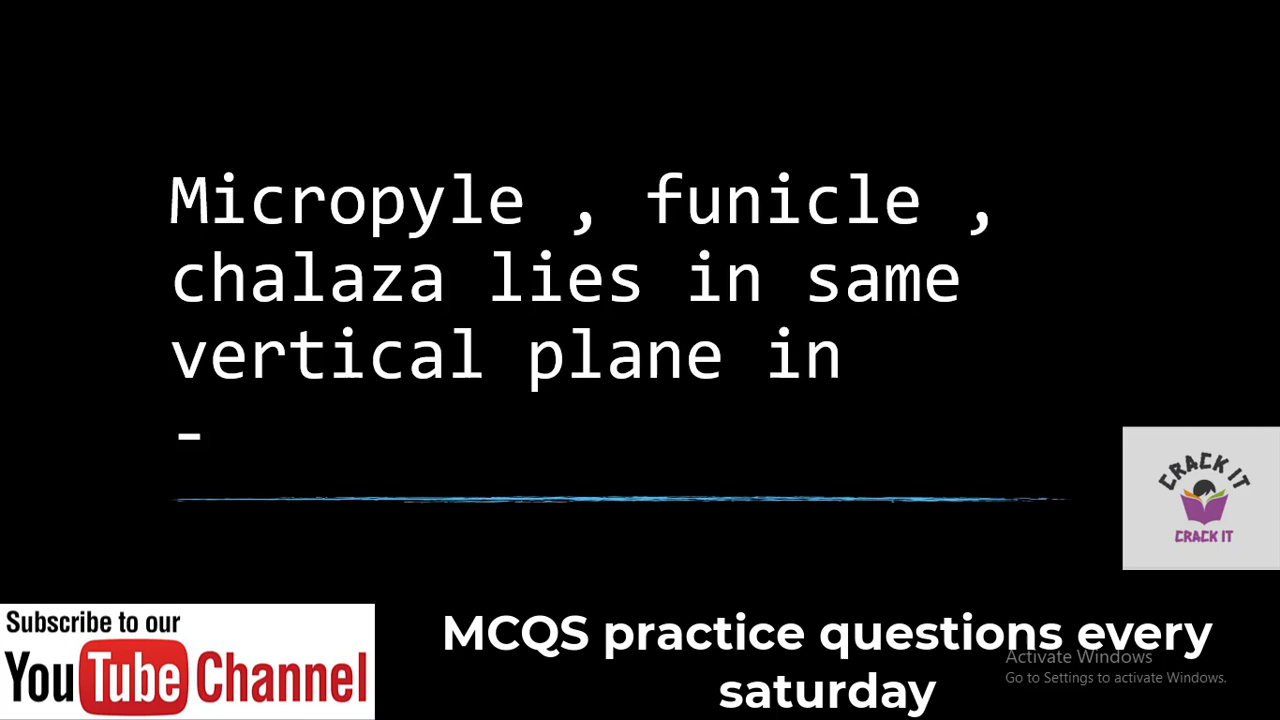 Micropyle , funicle ,
chalaza lies in same
vertical plane in
-
CRACK IT
CRACK IT
Subscribe to our
YouTube Channel
MCQS practice questions every
saturday
Activate Windows
Go to Settings to activate Windows.